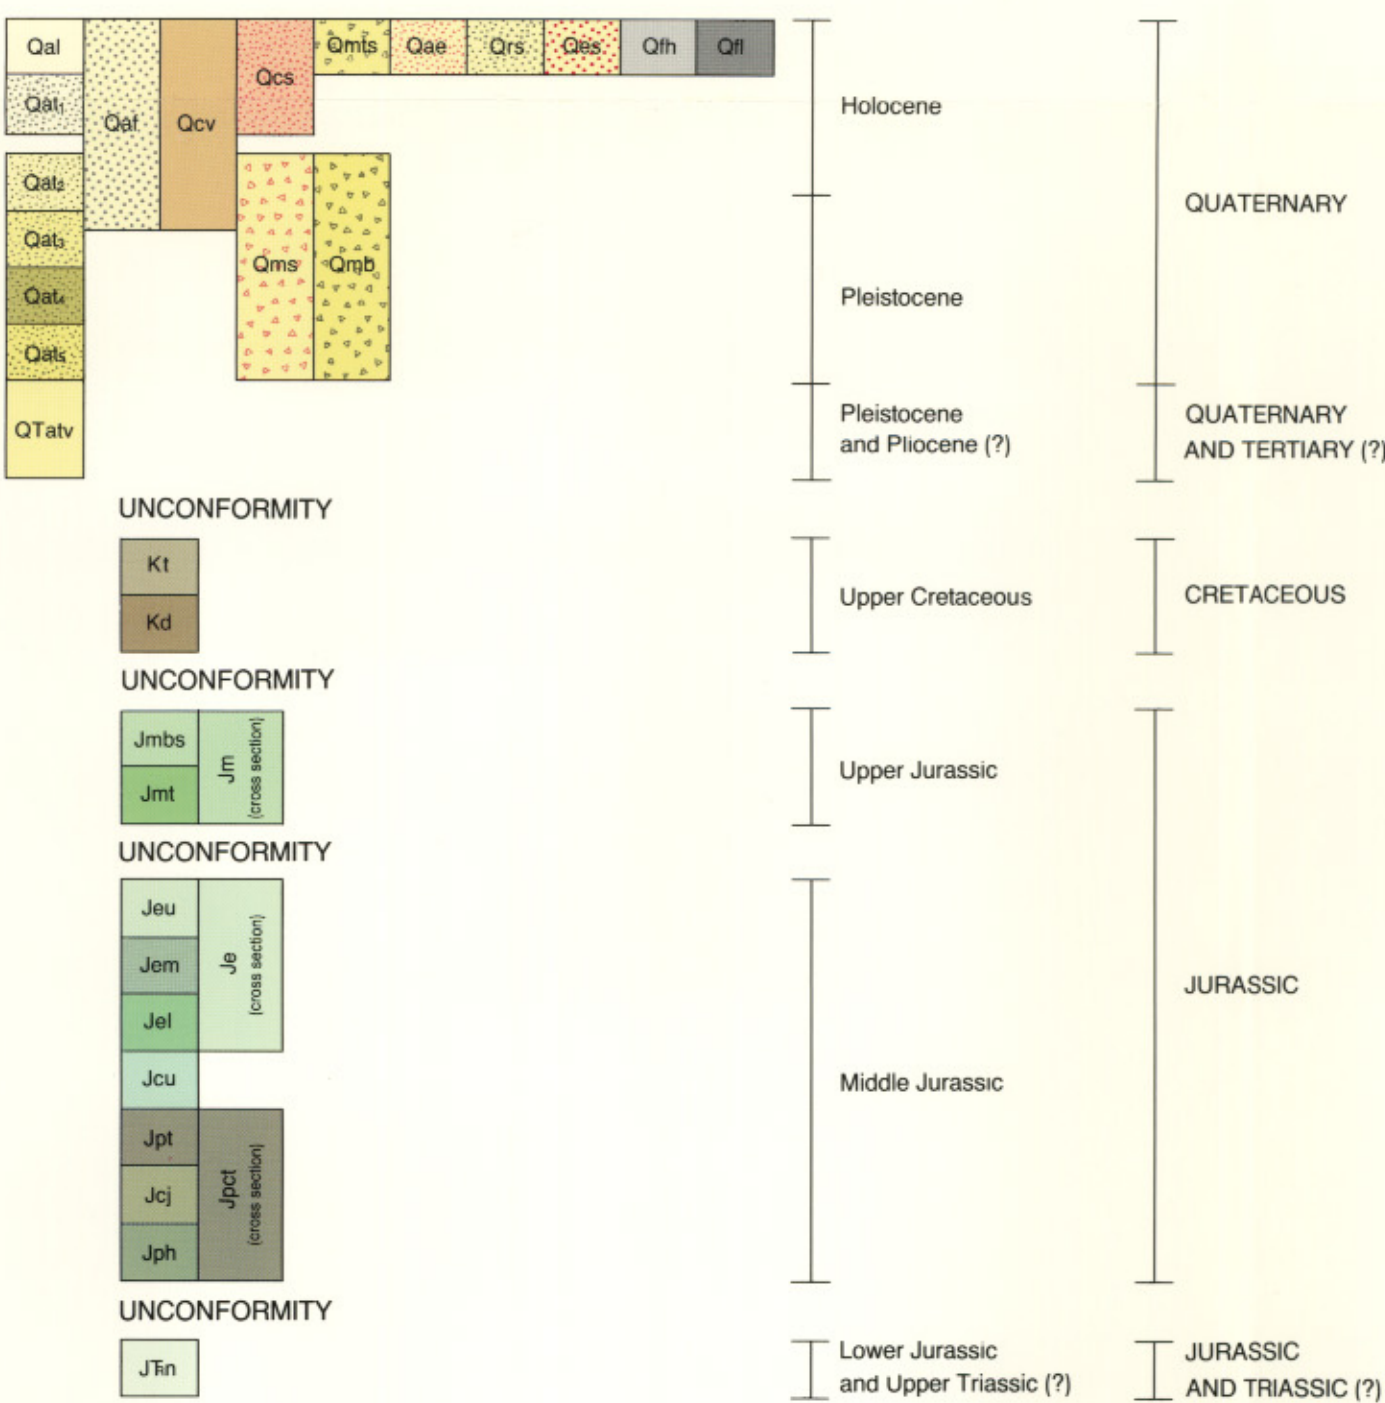 Qal
Qaf
Qcv
Qcs
Qmts
Qae
Qrs
Qes
Qfh
Qfl
Qat₁
Holocene
Qat₂
Qat₃
Qms
Qmb
QUATERNARY
Qat₄
Pleistocene
Qat₅
QTatv
Pleistocene
and Pliocene (?)
QUATERNARY
AND TERTIARY (?)
UNCONFORMITY
Kt
Kd
Upper Cretaceous
CRETACEOUS
UNCONFORMITY
Jmbs
Jmt
Jm
(cross section)
Upper Jurassic
UNCONFORMITY
Jeu
Jem
Jel
Je
(cross section)
JURASSIC
Jcu
Middle Jurassic
Jpt
Jcj
Jph
Jpct
(cross section)
UNCONFORMITY
JTRn
Lower Jurassic
and Upper Triassic (?)
JURASSIC
AND TRIASSIC (?)